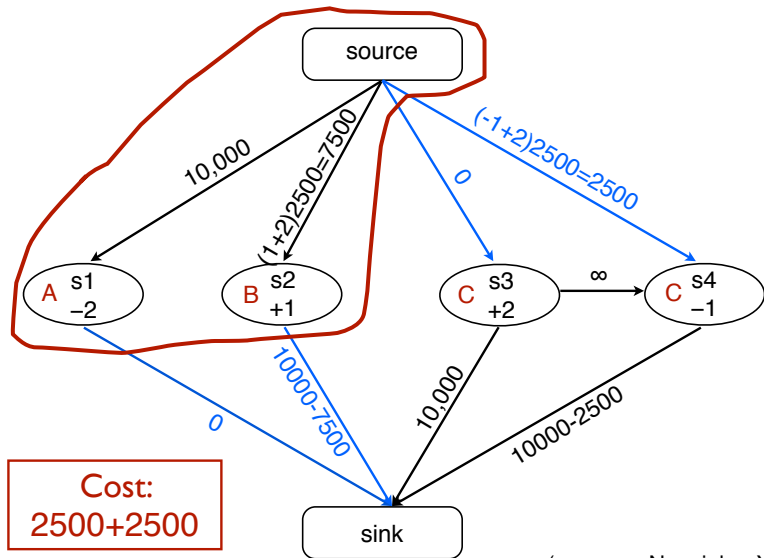 source
10,000
(1+2)2500=7500
0
(-1+2)2500=2500
A
s1
−2
B
s2
+1
C
s3
+2
∞
C
s4
−1
0
10000-7500
10,000
10000-2500
Cost:
2500+2500
sink